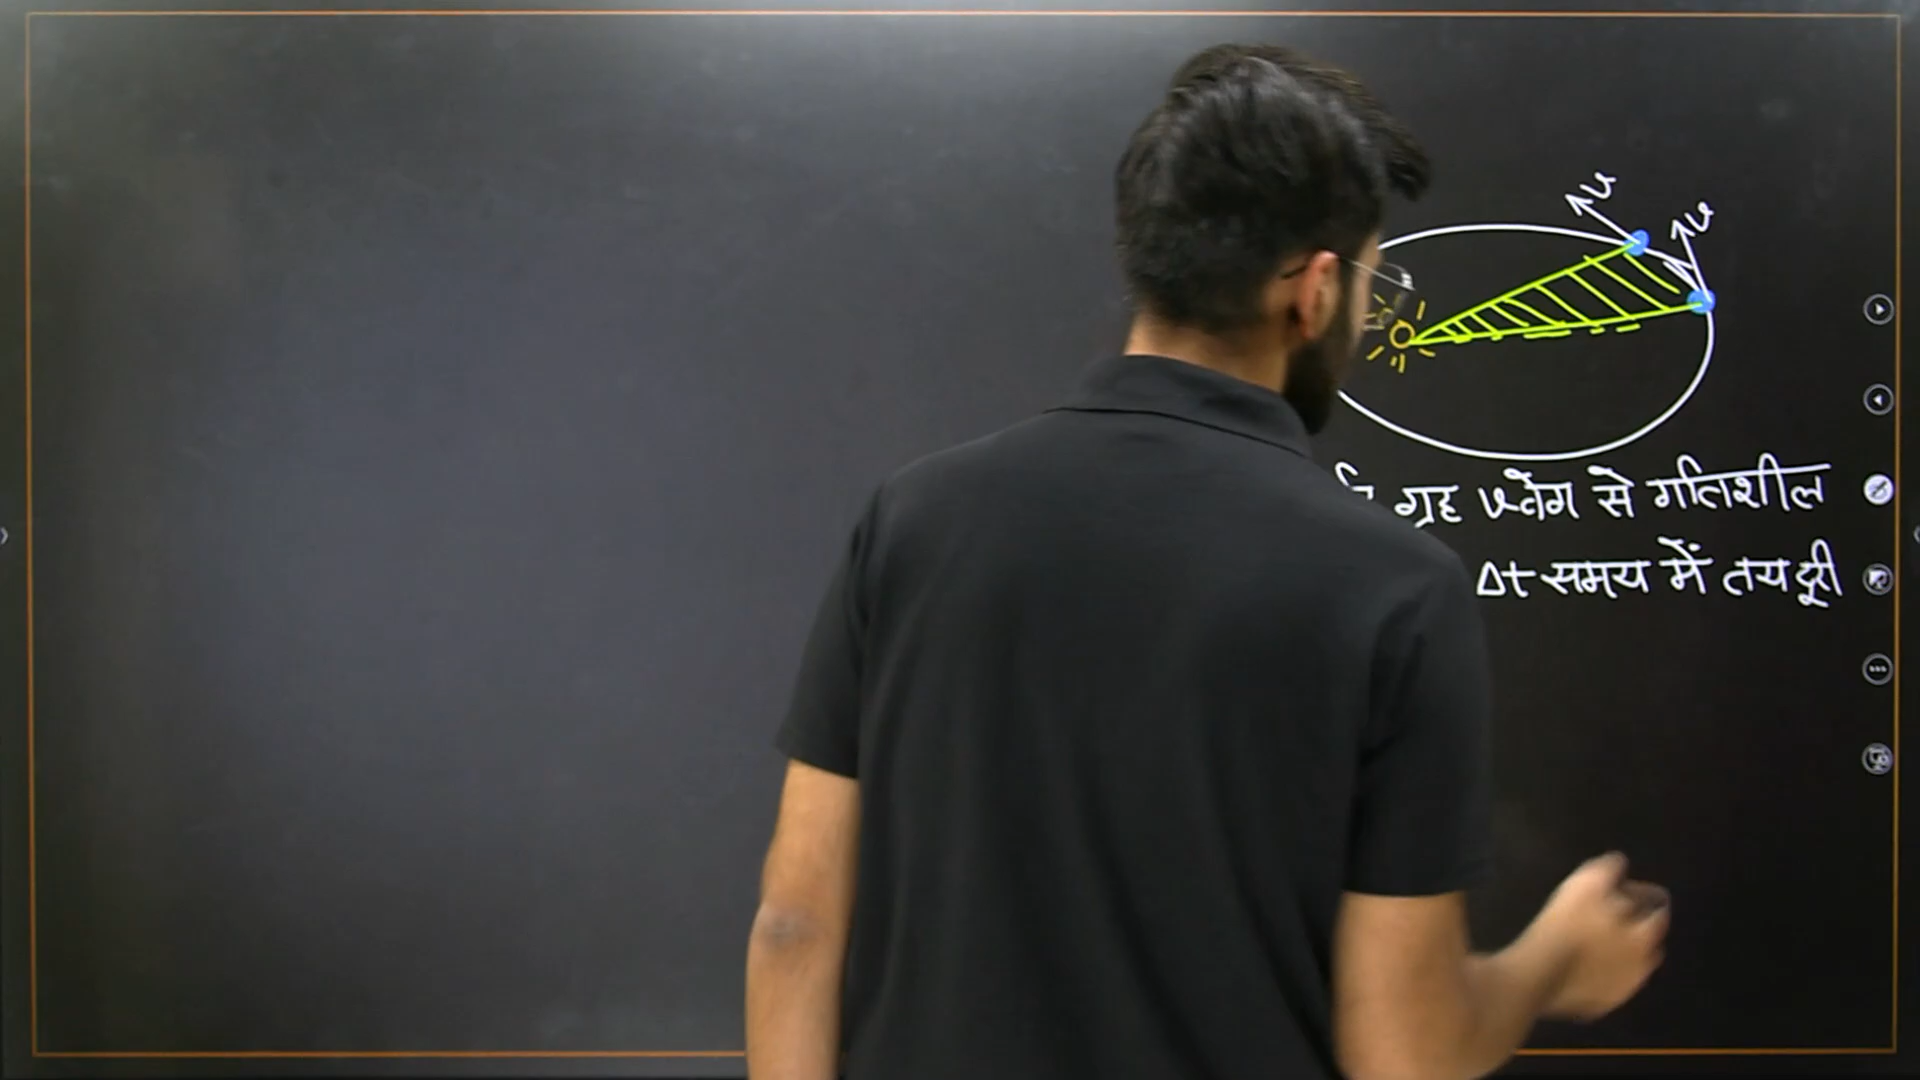 v
v
ग्रह v वेग से गतिशील
Δt समय में तय दूरी